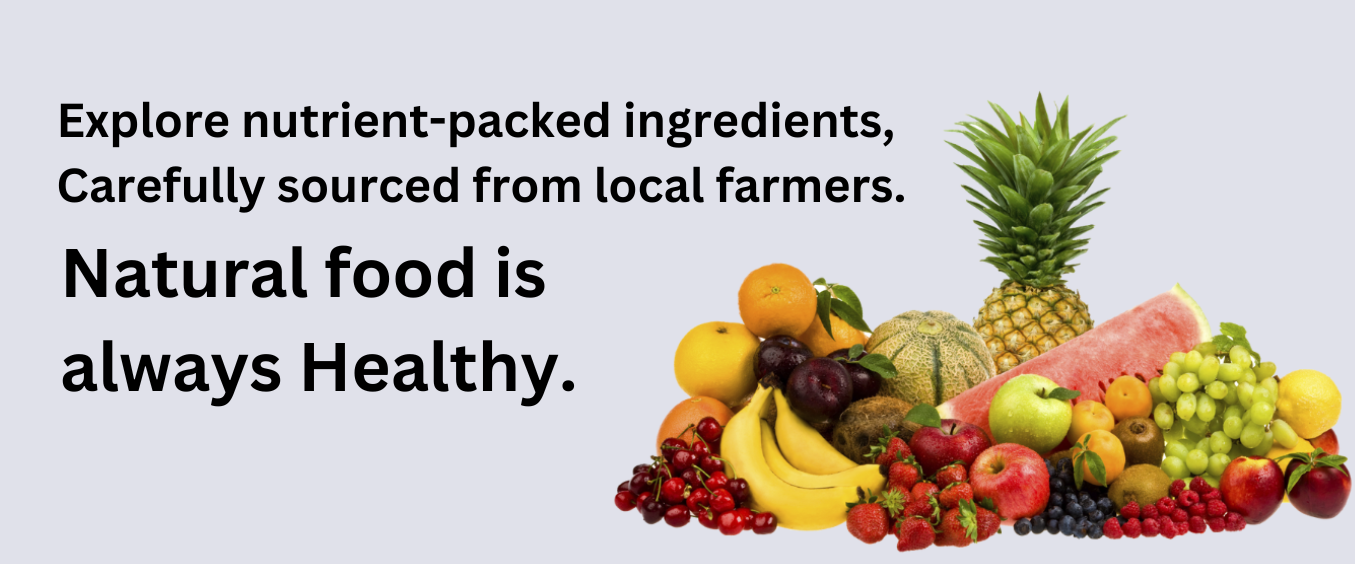 Explore nutrient-packed ingredients,
Carefully sourced from local farmers.
Natural food is
always Healthy.